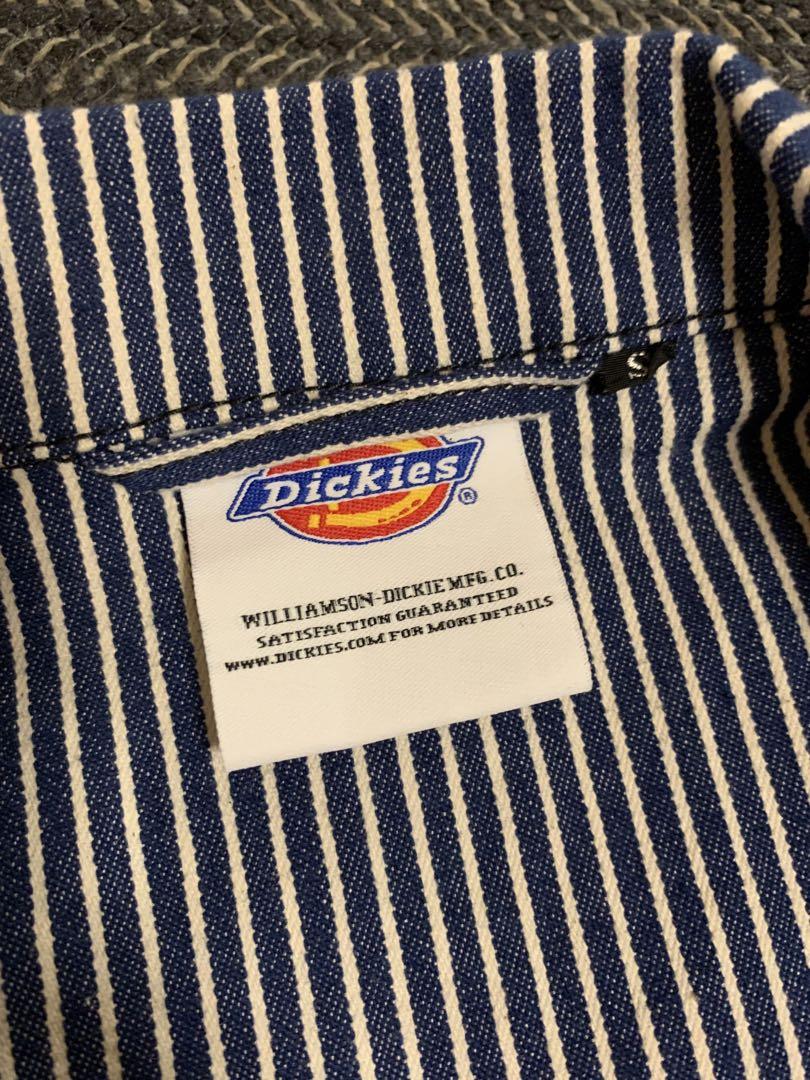 S
Dickies®
WILLIAMSON-DICKIE MFG. CO.
SATISFACTION GUARANTEED
WWW.DICKIES.COM FOR MORE DETAILS